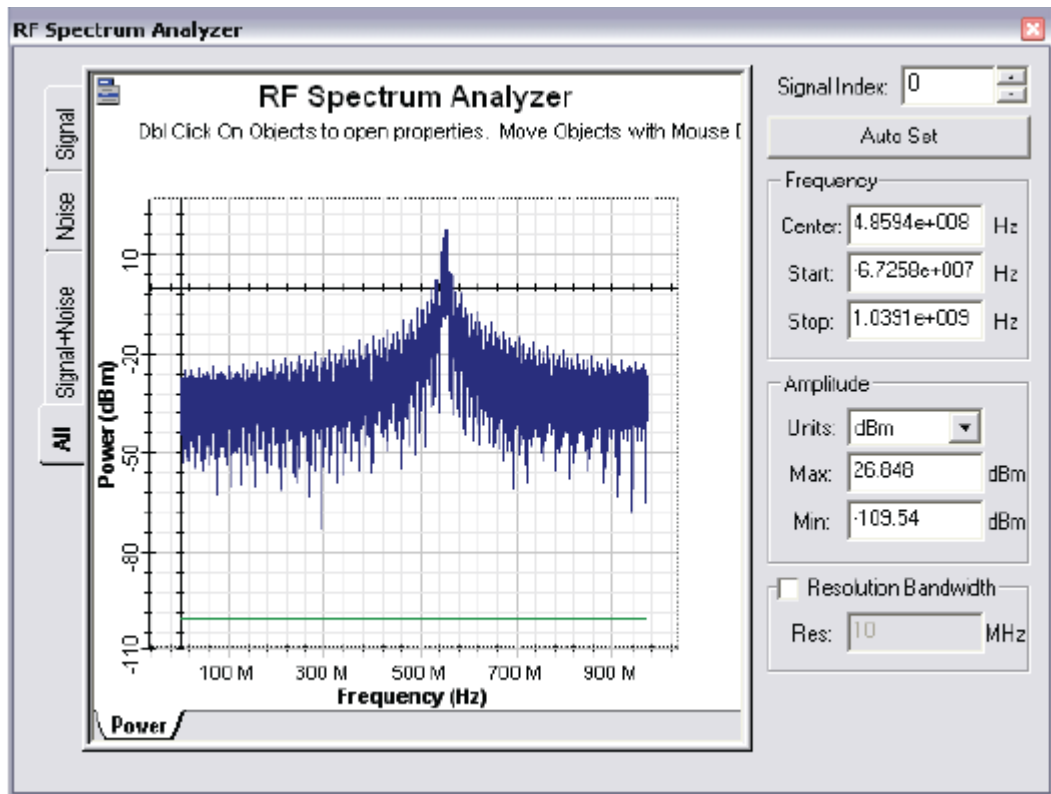 RF Spectrum Analyzer
Signal
Noise
Signal+Noise
All
RF Spectrum Analyzer
Dbl Click On Objects to open properties. Move Objects with Mouse D
Power (dBm)
10
-20
-50
-80
-110
100 M
300 M
500 M
700 M
900 M
Frequency (Hz)
Power
Signal Index: 0
Auto Set
Frequency
Center: 4.8594e+008 Hz
Start: -6.7258e+007 Hz
Stop: 1.0391e+009 Hz
Amplitude
Units: dBm
Max: 26.848 dBm
Min: -109.54 dBm
Resolution Bandwidth
Res: 10 MHz